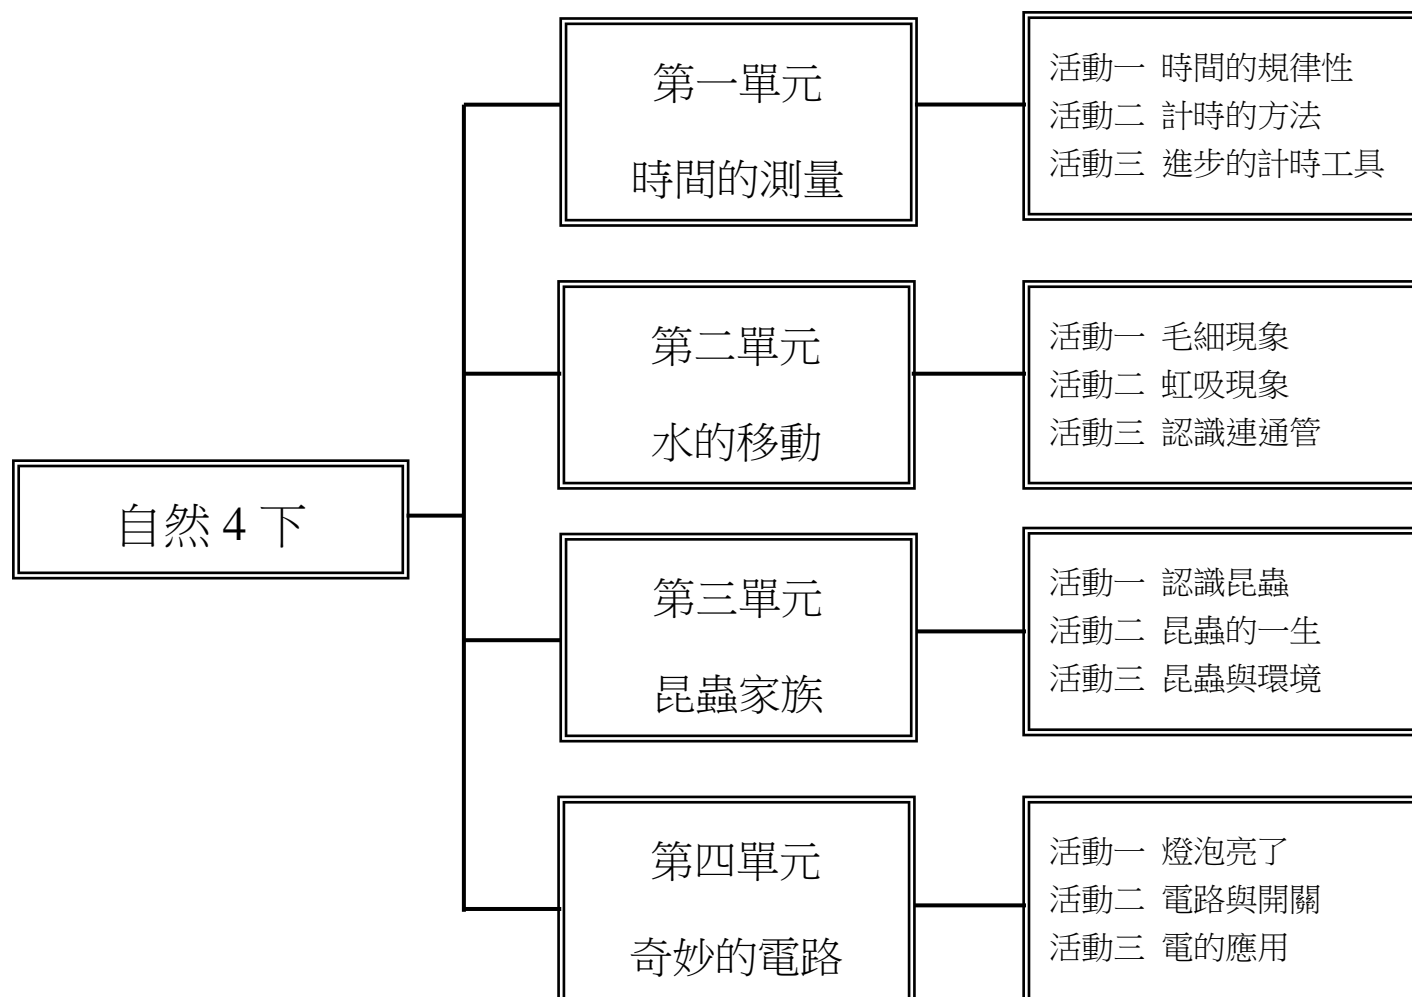 自然 4 下
第一單元
時間的測量
活動一 時間的規律性
活動二 計時的方法
活動三 進步的計時工具
第二單元
水的移動
活動一 毛細現象
活動二 虹吸現象
活動三 認識連通管
第三單元
昆蟲家族
活動一 認識昆蟲
活動二 昆蟲的一生
活動三 昆蟲與環境
第四單元
奇妙的電路
活動一 燈泡亮了
活動二 電路與開關
活動三 電的應用